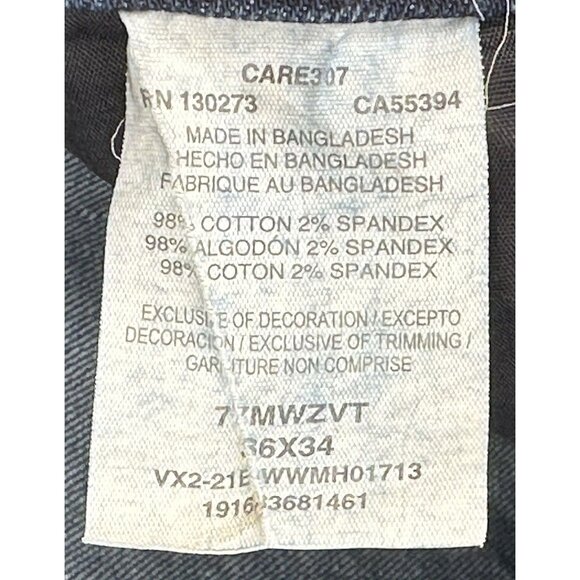 CARE307
RN 130273 CA55394
MADE IN BANGLADESH
HECHO EN BANGLADESH
FABRIQUE AU BANGLADESH
98% COTTON 2% SPANDEX
98% ALGODÓN 2% SPANDEX
98% COTON 2% SPANDEX
EXCLUSIVE OF DECORATION / EXCEPTO
DECORACION / EXCLUSIVE OF TRIMMING /
GARNITURE NON COMPRISE
77MWZVT
36X34